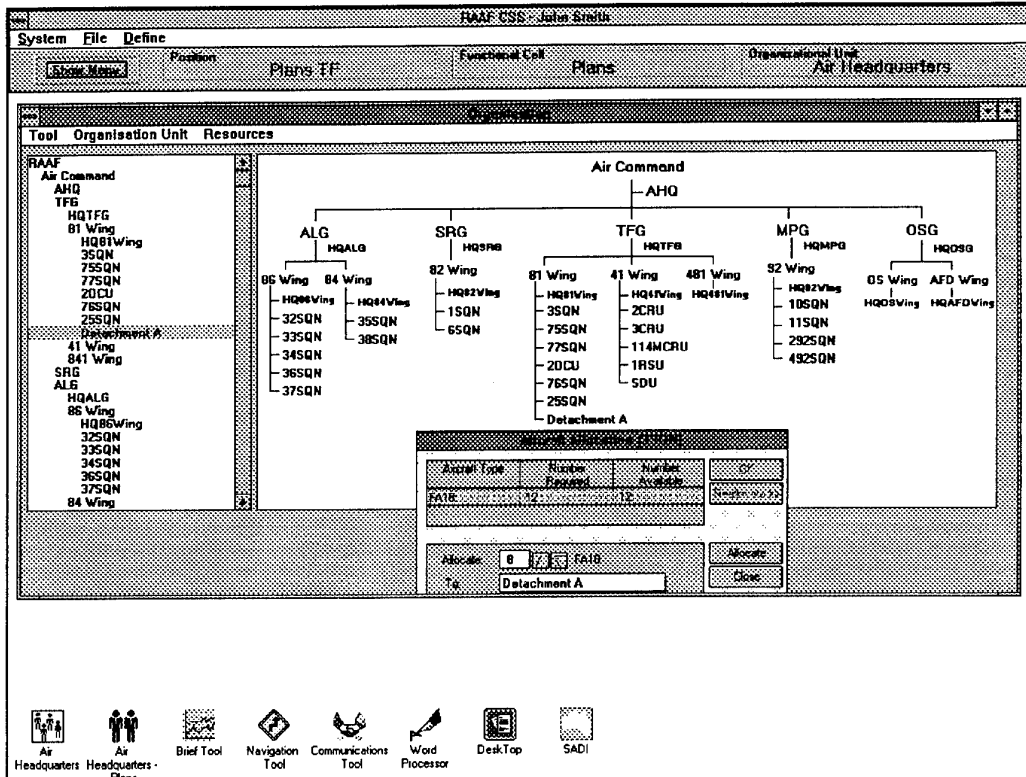 RAAF CSS - John Smith
System File Define
Show Menu
Position
Plans TF
Functional Cell
Plans
Organisational Unit
Air Headquarters
Organisation
Tool Organisation Unit Resources
RAAF
Air Command
AHQ
TFG
HQTFG
81 Wing
HQ81Wing
3SQN
75SQN
77SQN
2OCU
76SQN
25SQN
Detachment A
41 Wing
841 Wing
SRG
ALG
HQALG
86 Wing
HQ86Wing
32SQN
33SQN
34SQN
36SQN
37SQN
84 Wing
Air Command
AHQ
ALG
HQALG
86 Wing
HQ86Wing
32SQN
33SQN
34SQN
36SQN
37SQN
84 Wing
HQ84Wing
35SQN
38SQN
SRG
HQSRG
82 Wing
HQ82Wing
1SQN
6SQN
TFG
HQTFG
81 Wing
HQ81Wing
3SQN
75SQN
77SQN
2OCU
76SQN
25SQN
Detachment A
41 Wing
HQ41Wing
2CRU
3CRU
114MCRU
1RSU
SDU
481 Wing
HQ481Wing
MPG
HQMPG
92 Wing
HQ92Wing
10SQN
11SQN
292SQN
492SQN
OSG
HQOSG
OS Wing
HQOSWing
AFD Wing
HQAFDWing
Aircraft Allocation
Aircraft Type
Number
Required
Number
Available
FA18
12
12
Allocate
8
FA18
To
Detachment A
Allocate
Close
Air
Headquarters
Air
Headquarters -
Plans
Brief Tool
Navigation
Tool
Communications
Tool
Word
Processor
DeskTop
SADI